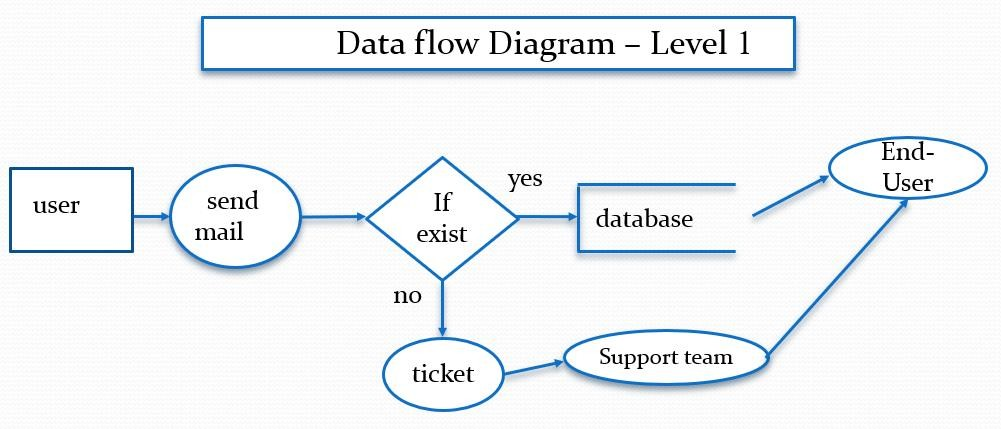 Data flow Diagram – Level 1
user
send
mail
If
exist
yes
database
End-
User
no
ticket
Support team